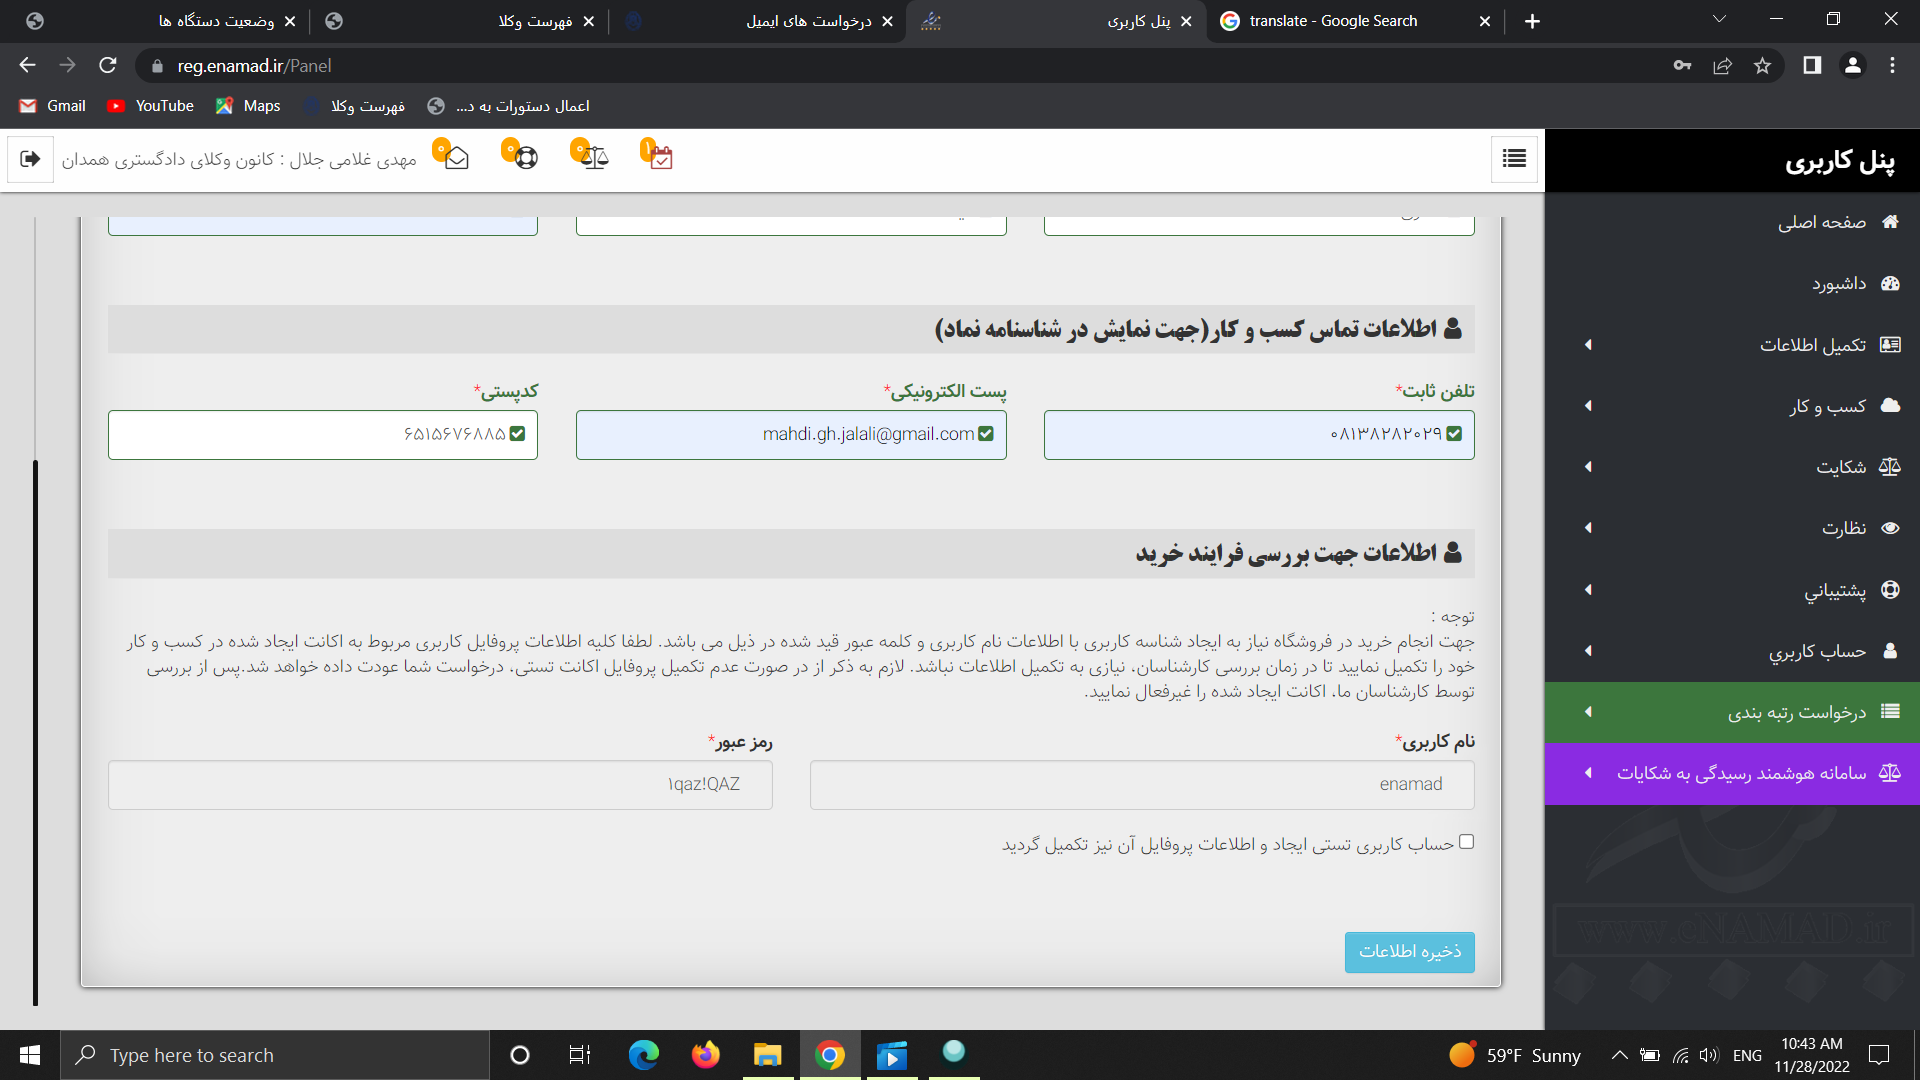 وضعیت دستگاه ها
فهرست وکلا
درخواست های ایمیل
پنل کاربری
translate - Google Search
reg.enamad.ir/Panel
Gmail
YouTube
Maps
فهرست وکلا
اعمال دستورات به د...
مهدی غلامی جلال : کانون وکلای دادگستری همدان
۰
۰
۰
۱
پنل کاربری
صفحه اصلی
داشبورد
تکمیل اطلاعات
کسب و کار
شکایت
نظارت
پشتیباني
حساب کاربري
درخواست رتبه بندی
سامانه هوشمند رسیدگی به شکایات
www.eNAMAD.ir
اطلاعات تماس کسب و کار(جهت نمایش در شناسنامه نماد)
تلفن ثابت*
پست الکترونیکی*
کدپستی*
۰۸۱۳۸۲۸۲۰۲۹
mahdi.gh.jalali@gmail.com
۶۵۱۵۶۷۶۸۸۵
اطلاعات جهت بررسی فرایند خرید
توجه :
جهت انجام خرید در فروشگاه نیاز به ایجاد شناسه کاربری با اطلاعات نام کاربری و کلمه عبور قید شده در ذیل می باشد. لطفا کلیه اطلاعات پروفایل کاربری مربوط به اکانت ایجاد شده در کسب و کار
خود را تکمیل نمایید تا در زمان بررسی کارشناسان، نیازی به تکمیل اطلاعات نباشد. لازم به ذکر از در صورت عدم تکمیل پروفایل اکانت تستی، درخواست شما عودت داده خواهد شد.پس از بررسی
توسط کارشناسان ما، اکانت ایجاد شده را غیرفعال نمایید.
نام کاربری*
رمز عبور*
enamad
۱qaz!QAZ
حساب کاربری تستی ایجاد و اطلاعات پروفایل آن نیز تکمیل گردید
ذخیره اطلاعات
Type here to search
59°F Sunny
ENG
10:43 AM
11/28/2022